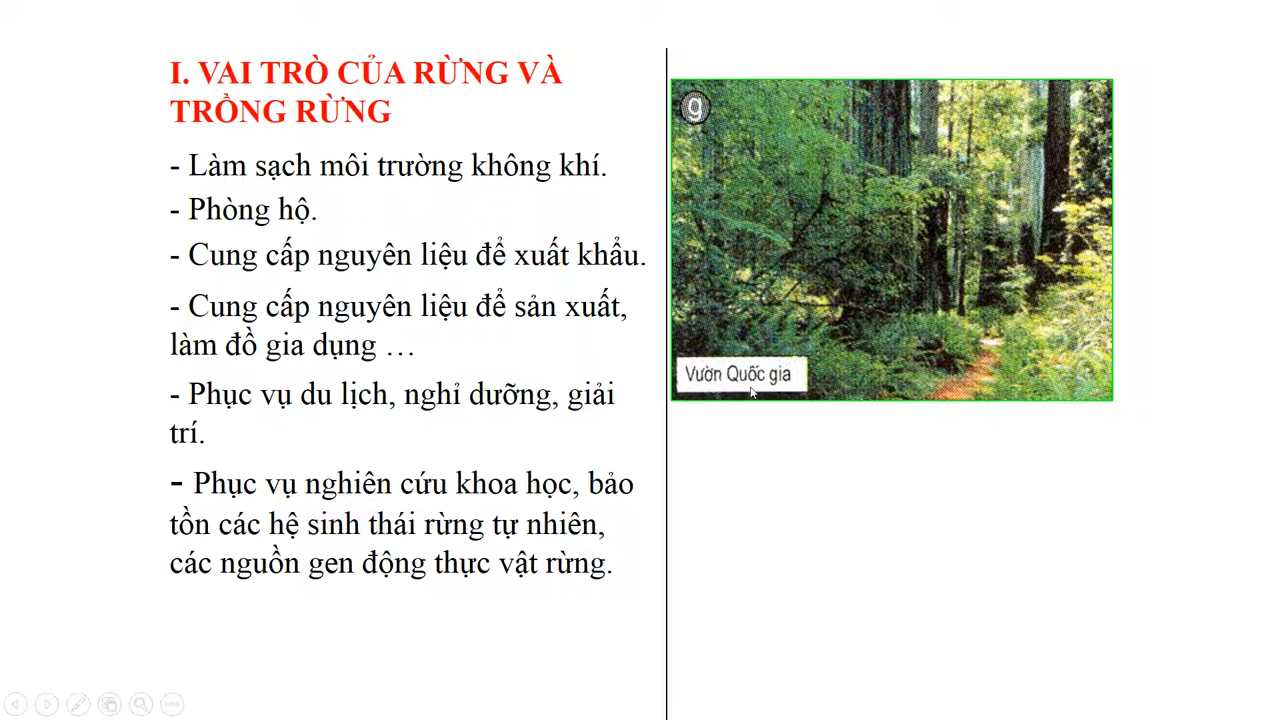 I. VAI TRÒ CỦA RỪNG VÀ
TRỒNG RỪNG
- Làm sạch môi trường không khí.
- Phòng hộ.
- Cung cấp nguyên liệu để xuất khẩu.
- Cung cấp nguyên liệu để sản xuất,
làm đồ gia dụng …
- Phục vụ du lịch, nghỉ dưỡng, giải
trí.
- Phục vụ nghiên cứu khoa học, bảo
tồn các hệ sinh thái rừng tự nhiên,
các nguồn gen động thực vật rừng.
g
Vườn Quốc gia